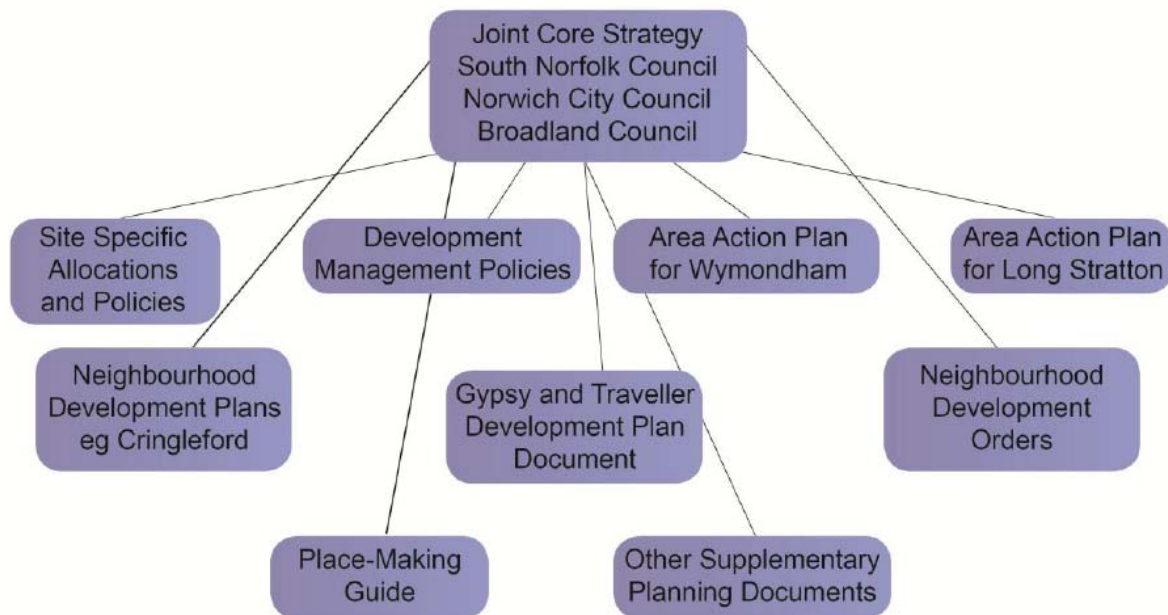 Joint Core Strategy
South Norfolk Council
Norwich City Council
Broadland Council
Site Specific
Allocations
and Policies
Development
Management Policies
Area Action Plan
for Wymondham
Area Action Plan
for Long Stratton
Neighbourhood
Development Plans
eg Cringleford
Gypsy and Traveller
Development Plan
Document
Neighbourhood
Development
Orders
Place-Making
Guide
Other Supplementary
Planning Documents